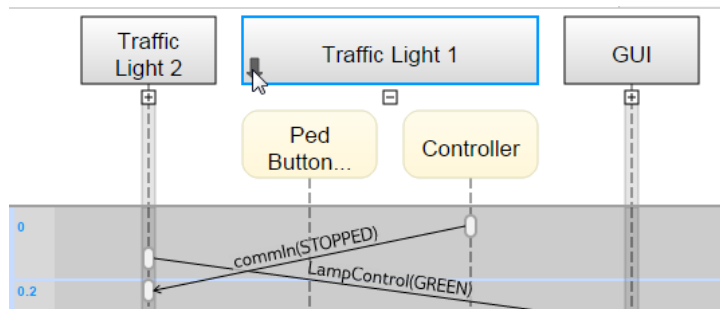 Traffic
Light 2
Traffic Light 1
GUI
Ped
Button...
Controller
0
commIn(STOPPED)
LampControl(GREEN)
0.2